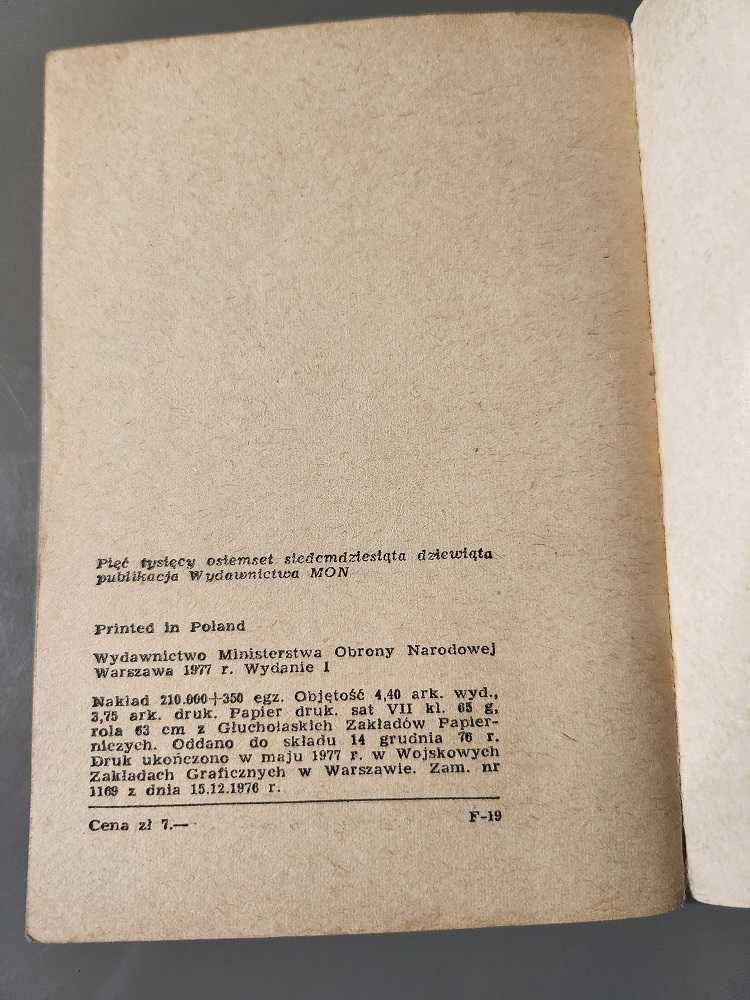 Pięć tysięcy osiemset siedemdziesiąta dziewiąta
publikacja Wydawnictwa MON
Printed in Poland
Wydawnictwo Ministerstwa Obrony Narodowej
Warszawa 1977 r. Wydanie I
Nakład 210.000+350 egz. Objętość 4,40 ark. wyd.,
3,75 ark. druk. Papier druk. sat VII kl. 65 g,
rola 63 cm z Głuchołaskich Zakładów Papier-
niczych. Oddano do składu 14 grudnia 76 r.
Druk ukończono w maju 1977 r. w Wojskowych
Zakładach Graficznych w Warszawie. Zam. nr
1169 z dnia 15.12.1976 r.
Cena zł 7.— F-19